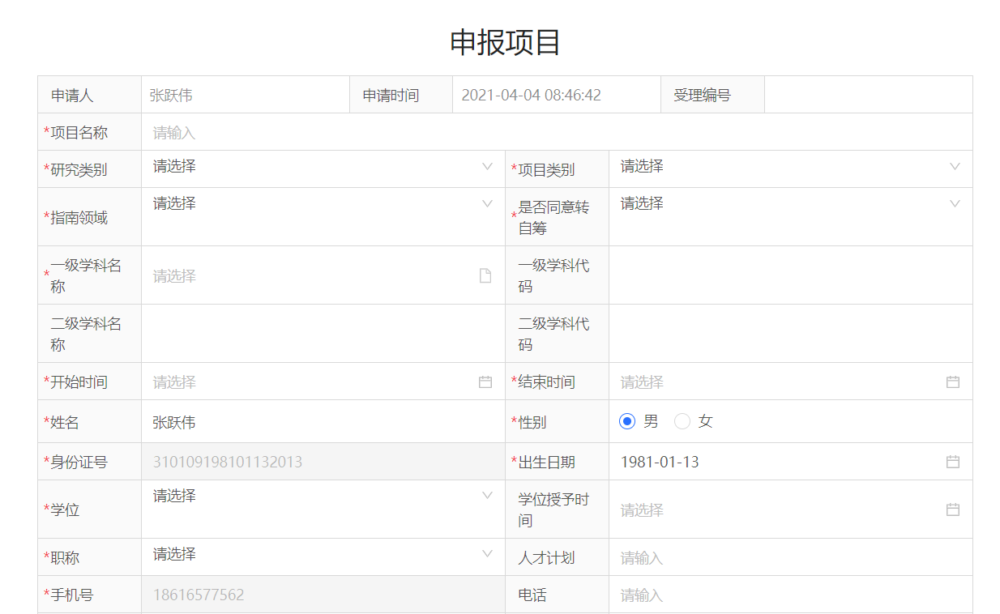 申报项目
申请人 张跃伟 申请时间 2021-04-04 08:46:42 受理编号
*项目名称 请输入
*研究类别 请选择 *项目类别 请选择
*指南领域 请选择 *是否同意转自筹 请选择
*一级学科名称 请选择 一级学科代码
二级学科名称 二级学科代码
*开始时间 请选择 *结束时间 请选择
*姓名 张跃伟 *性别 男 女
*身份证号 310109198101132013 *出生日期 1981-01-13
*学位 请选择 学位授予时间 请选择
*职称 请选择 人才计划 请输入
*手机号 18616577562 电话 请输入